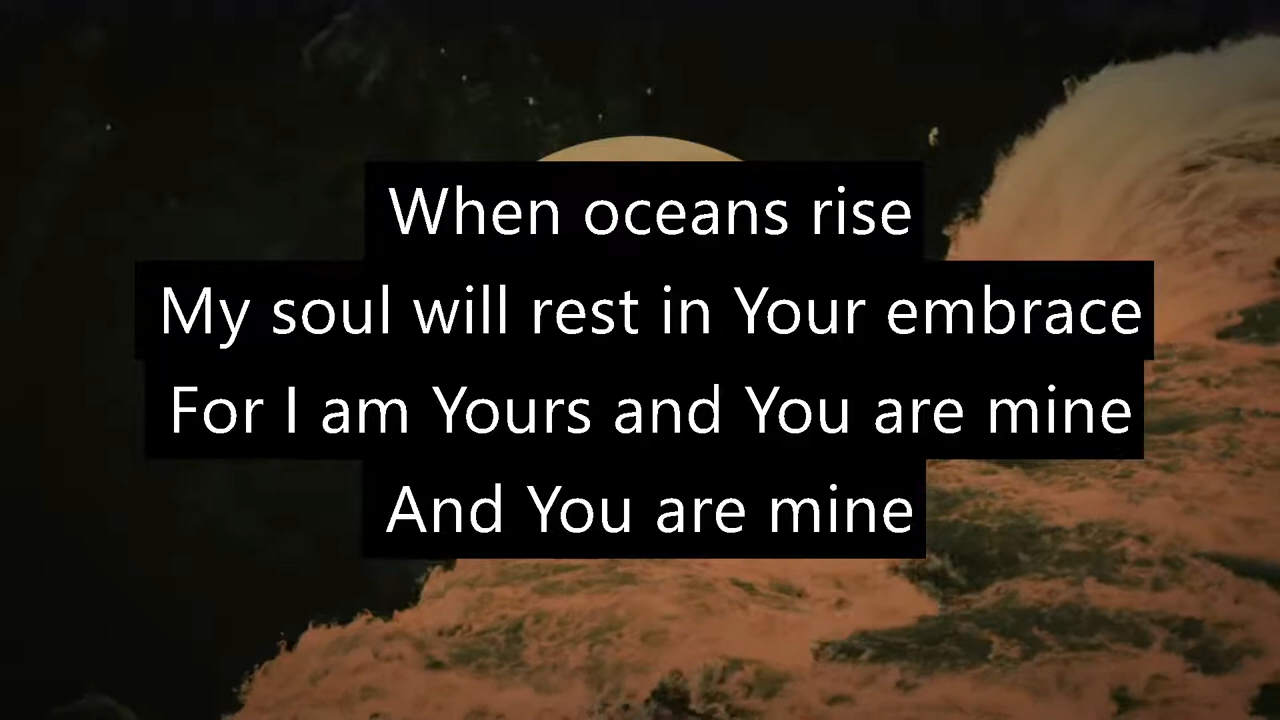 When oceans rise
My soul will rest in Your embrace
For I am Yours and You are mine
And You are mine